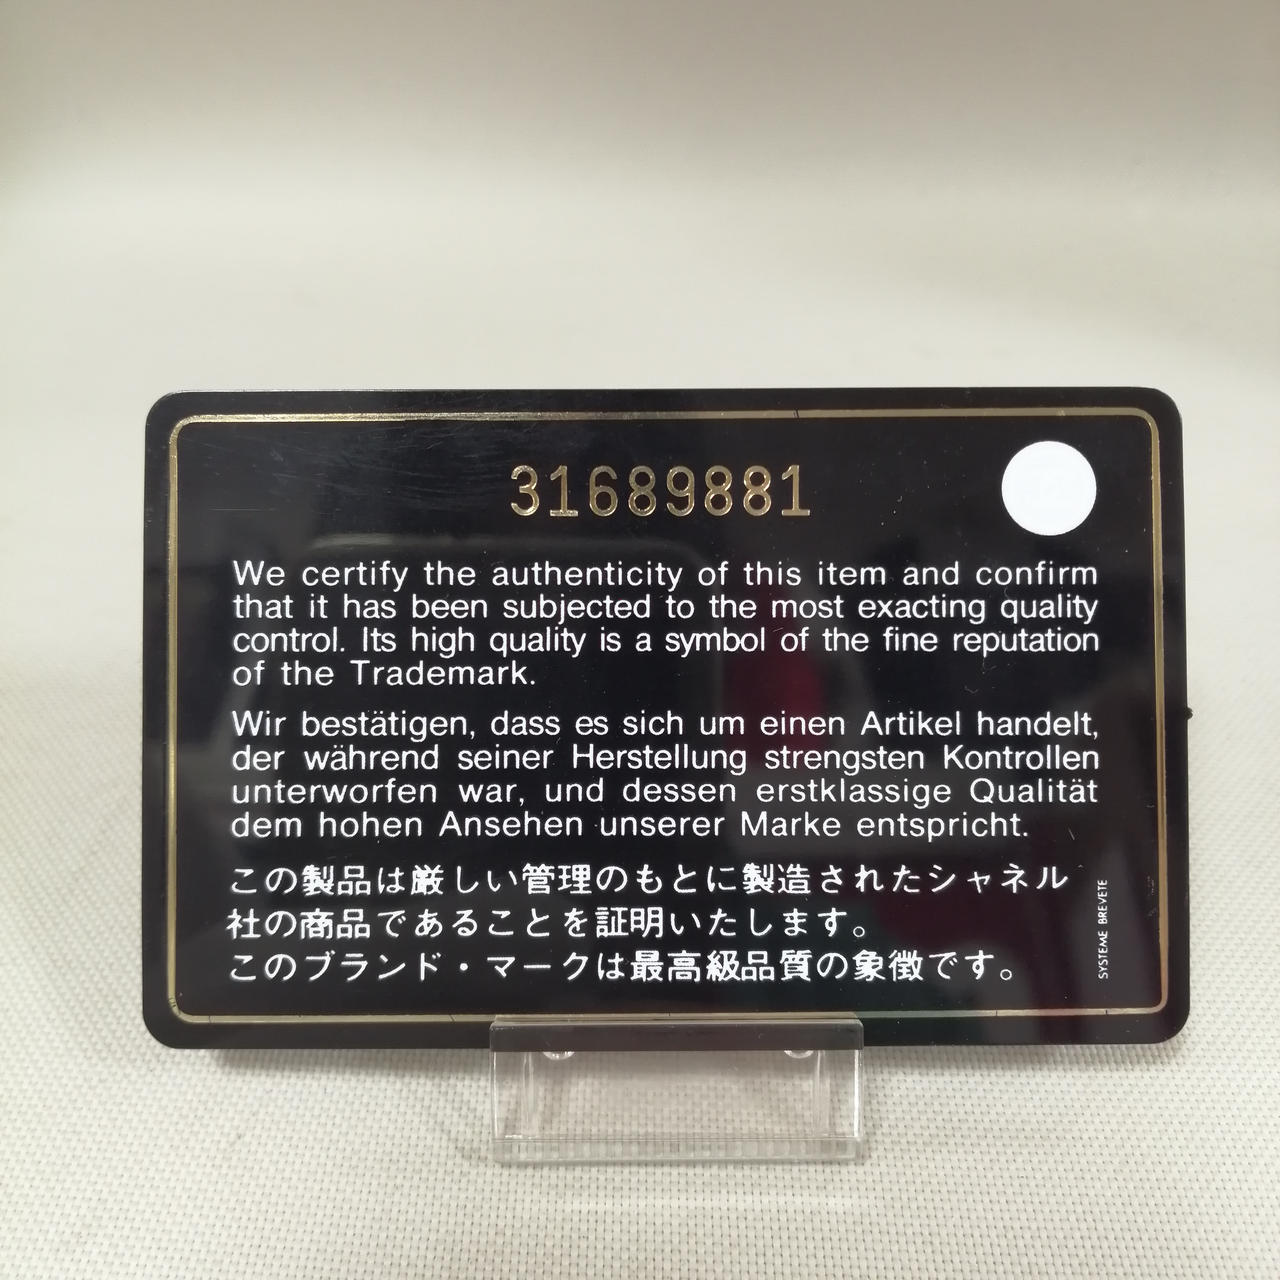 31689881
We certify the authenticity of this item and confirm
that it has been subjected to the most exacting quality
control. Its high quality is a symbol of the fine reputation
of the Trademark.
Wir bestätigen, dass es sich um einen Artikel handelt,
der während seiner Herstellung strengsten Kontrollen
unterworfen war, und dessen erstklassige Qualität
dem hohen Ansehen unserer Marke entspricht.
この製品は厳しい管理のもとに製造されたシャネル
社の商品であることを証明いたします。
このブランド・マークは最高級品質の象徴です。
SYSTEME BREVETE